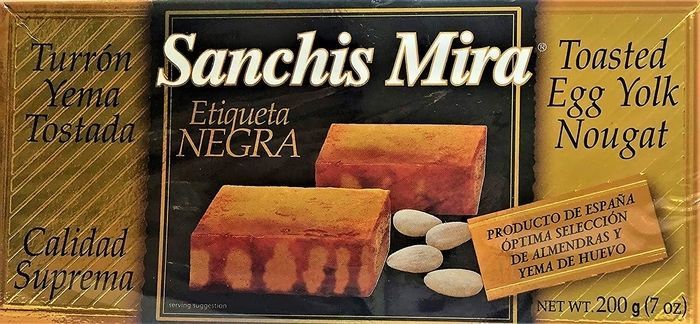 Turrón
Yema
Tostada
Calidad
Suprema
Sanchis Mira®
Etiqueta
NEGRA
serving suggestion
Toasted
Egg Yolk
Nougat
PRODUCTO DE ESPAÑA
ÓPTIMA SELECCIÓN
DE ALMENDRAS Y
YEMA DE HUEVO
NET WT. 200 g (7 oz)